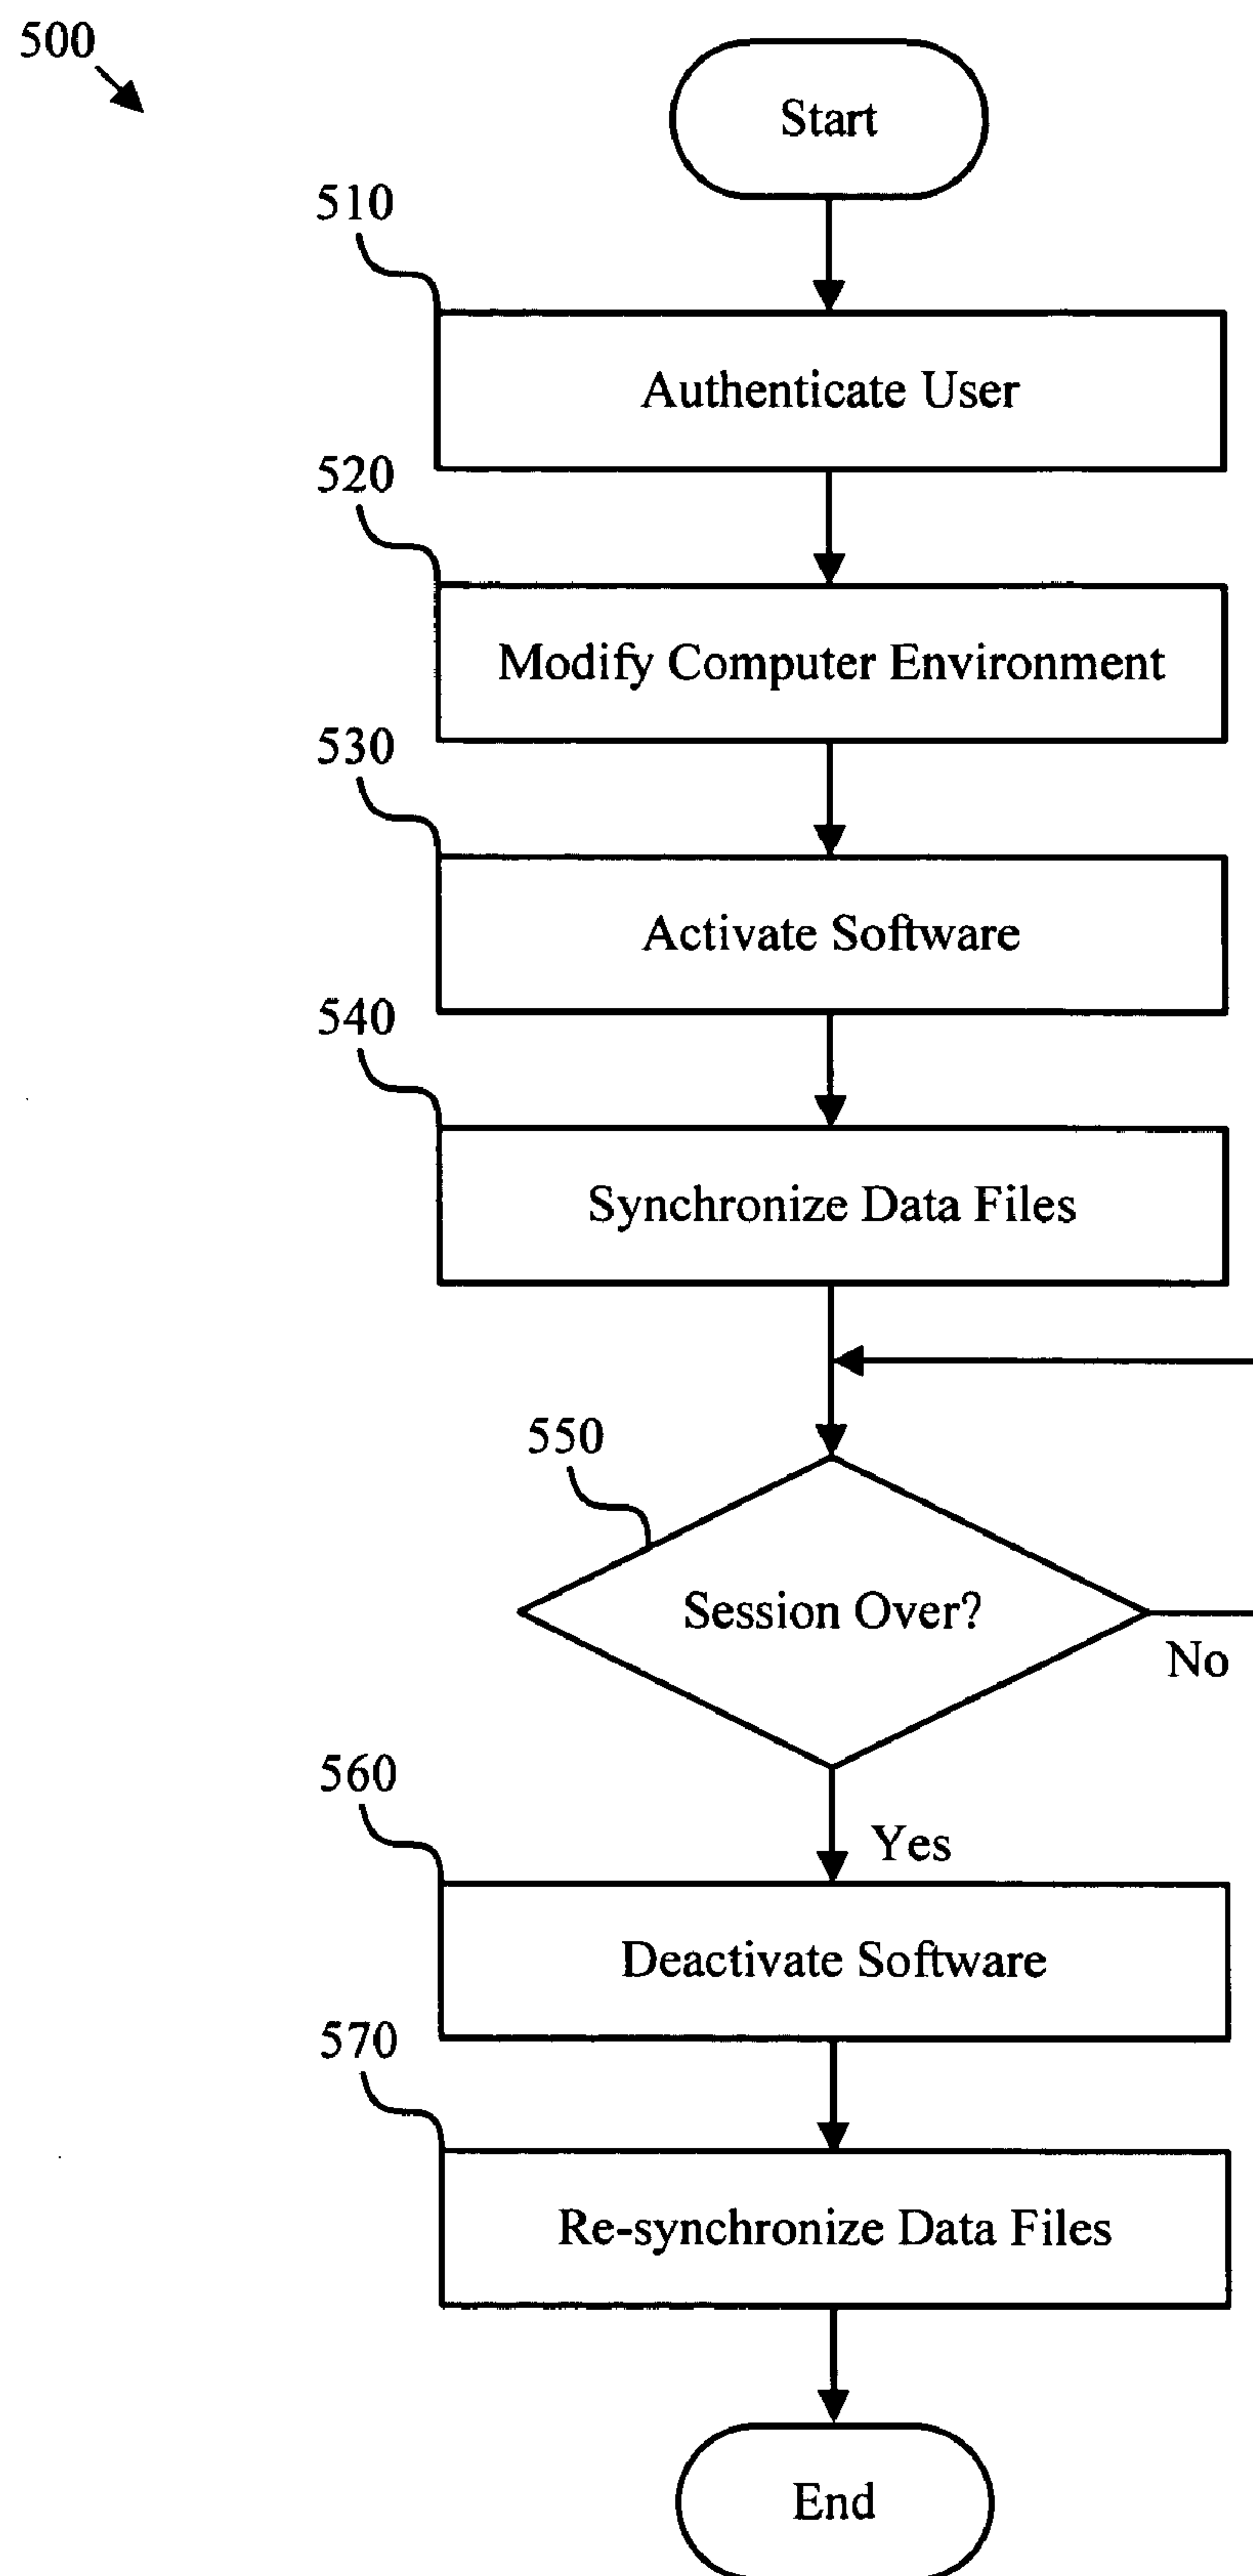 500
Start
510
Authenticate User
520
Modify Computer Environment
530
Activate Software
540
Synchronize Data Files
550
Session Over?
No
Yes
560
Deactivate Software
570
Re-synchronize Data Files
End